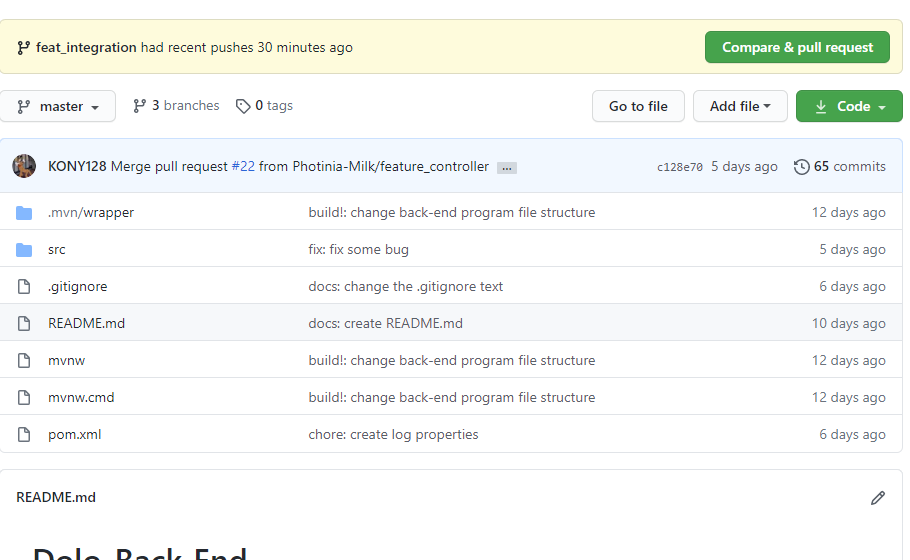 feat_integration had recent pushes 30 minutes ago Compare & pull request
master 3 branches 0 tags Go to file Add file Code
KONY128 Merge pull request #22 from Photinia-Milk/feature_controller ... c128e70 5 days ago 65 commits
.mvn/wrapper build!: change back-end program file structure 12 days ago
src fix: fix some bug 5 days ago
.gitignore docs: change the .gitignore text 6 days ago
README.md docs: create README.md 10 days ago
mvnw build!: change back-end program file structure 12 days ago
mvnw.cmd build!: change back-end program file structure 12 days ago
pom.xml chore: create log properties 6 days ago
README.md
Dolo Back-End